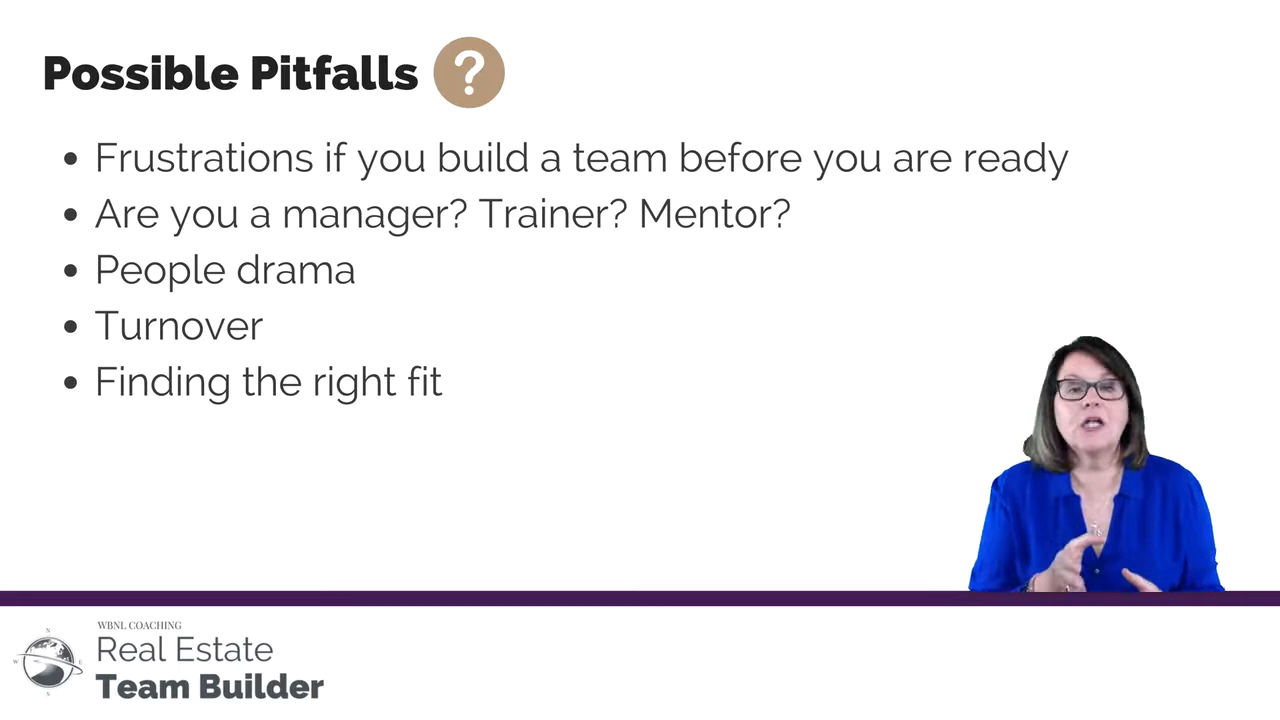 Possible Pitfalls ?
• Frustrations if you build a team before you are ready
• Are you a manager? Trainer? Mentor?
• People drama
• Turnover
• Finding the right fit
WBNL COACHING
Real Estate
Team Builder
N
W
E
S